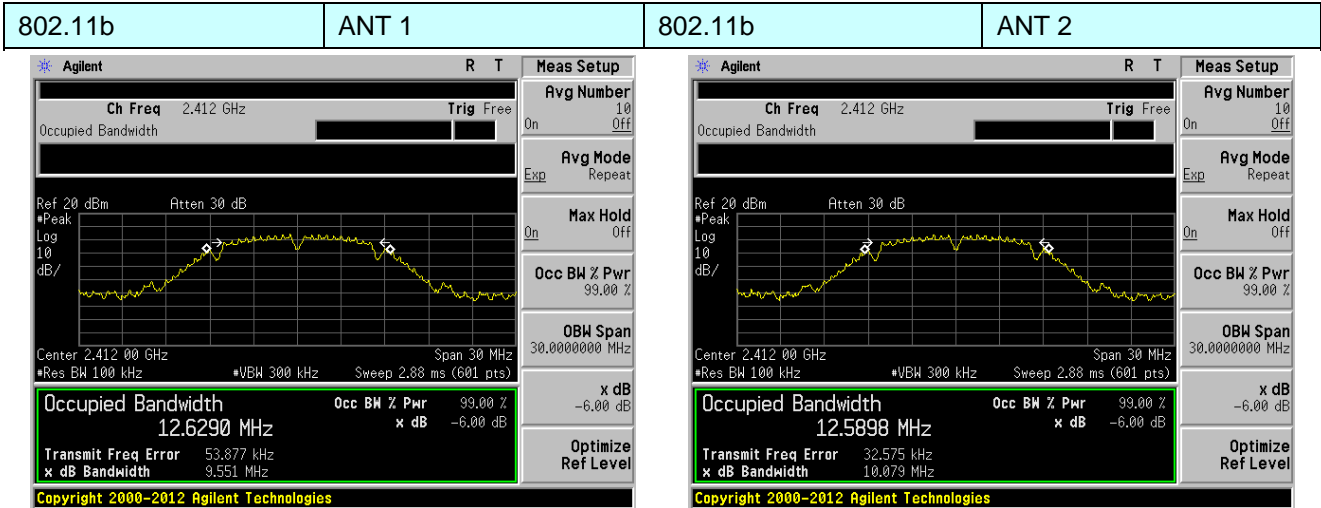 802.11b ANT 1 802.11b ANT 2
Agilent R T Meas Setup
Ch Freq 2.412 GHz Trig Free
Occupied Bandwidth
Avg Number
10
On Off
Avg Mode
Exp Repeat
Ref 20 dBm Atten 30 dB
#Peak
Log
10
dB/
Max Hold
On Off
Occ BW % Pwr
99.00 %
OBW Span
30.0000000 MHz
Center 2.412 00 GHz Span 30 MHz
#Res BW 100 kHz #VBW 300 kHz Sweep 2.88 ms (601 pts)
x dB
-6.00 dB
Occupied Bandwidth Occ BW % Pwr 99.00 %
12.6290 MHz x dB -6.00 dB
Transmit Freq Error 53.877 kHz
x dB Bandwidth 9.551 MHz
Optimize
Ref Level
Copyright 2000-2012 Agilent Technologies
Agilent R T Meas Setup
Ch Freq 2.412 GHz Trig Free
Occupied Bandwidth
Avg Number
10
On Off
Avg Mode
Exp Repeat
Ref 20 dBm Atten 30 dB
#Peak
Log
10
dB/
Max Hold
On Off
Occ BW % Pwr
99.00 %
OBW Span
30.0000000 MHz
Center 2.412 00 GHz Span 30 MHz
#Res BW 100 kHz #VBW 300 kHz Sweep 2.88 ms (601 pts)
x dB
-6.00 dB
Occupied Bandwidth Occ BW % Pwr 99.00 %
12.5898 MHz x dB -6.00 dB
Transmit Freq Error 32.575 kHz
x dB Bandwidth 10.079 MHz
Optimize
Ref Level
Copyright 2000-2012 Agilent Technologies